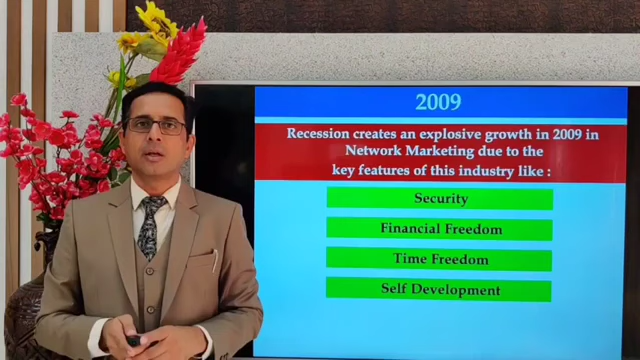 2009
Recession creates an explosive growth in 2009 in
Network Marketing due to the
key features of this industry like :
Security
Financial Freedom
Time Freedom
Self Development